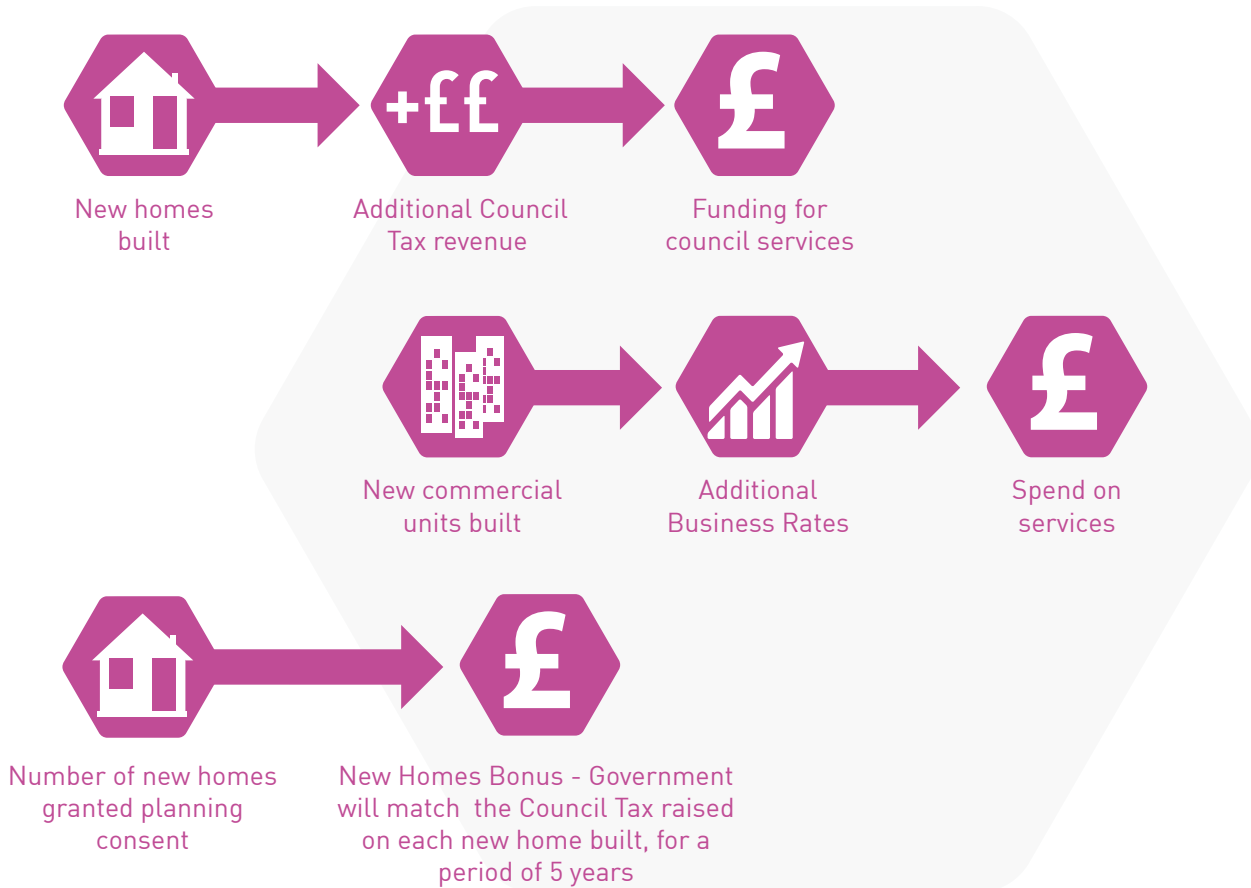 +££
£
New homes
built
Additional Council
Tax revenue
Funding for
council services
£
New commercial
units built
Additional
Business Rates
Spend on
services
£
Number of new homes
granted planning
consent
New Homes Bonus - Government
will match  the Council Tax raised
on each new home built, for a
period of 5 years